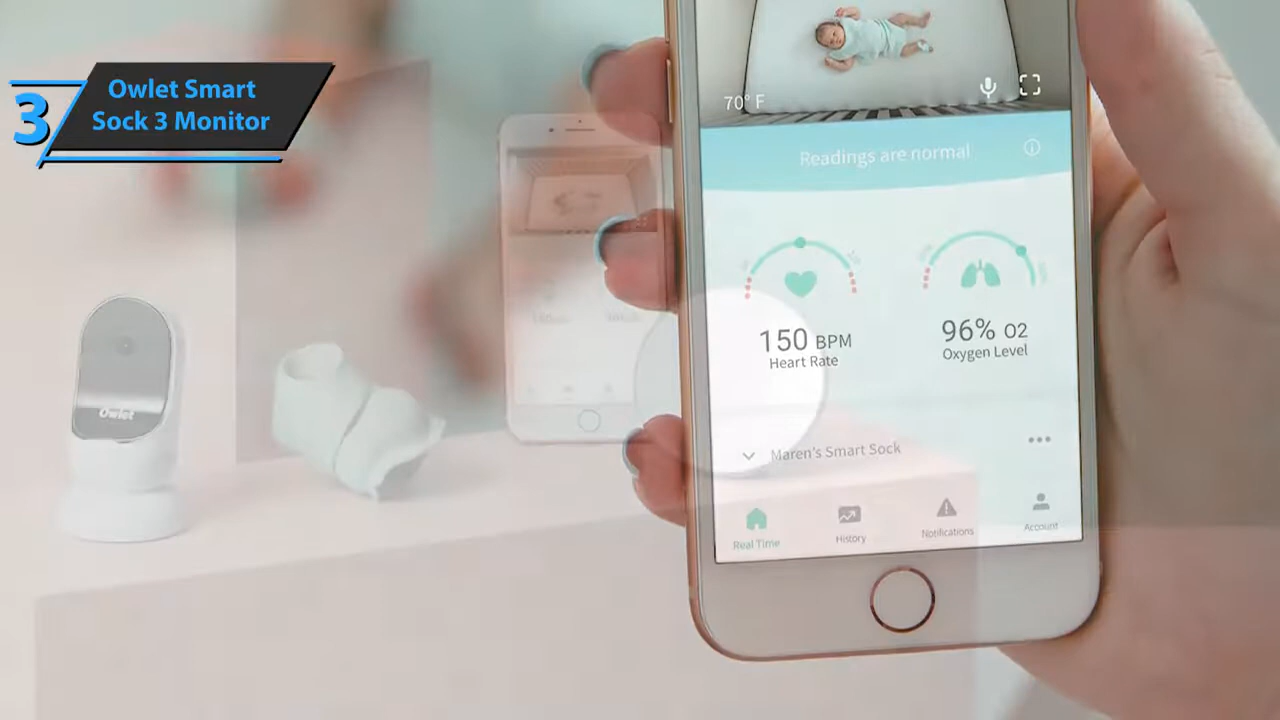 3
Owlet Smart
Sock 3 Monitor
70° F
Readings are normal
150 BPM
Heart Rate
96% O2
Oxygen Level
Maren's Smart Sock
Real Time
History
Notifications
Account
Owlet